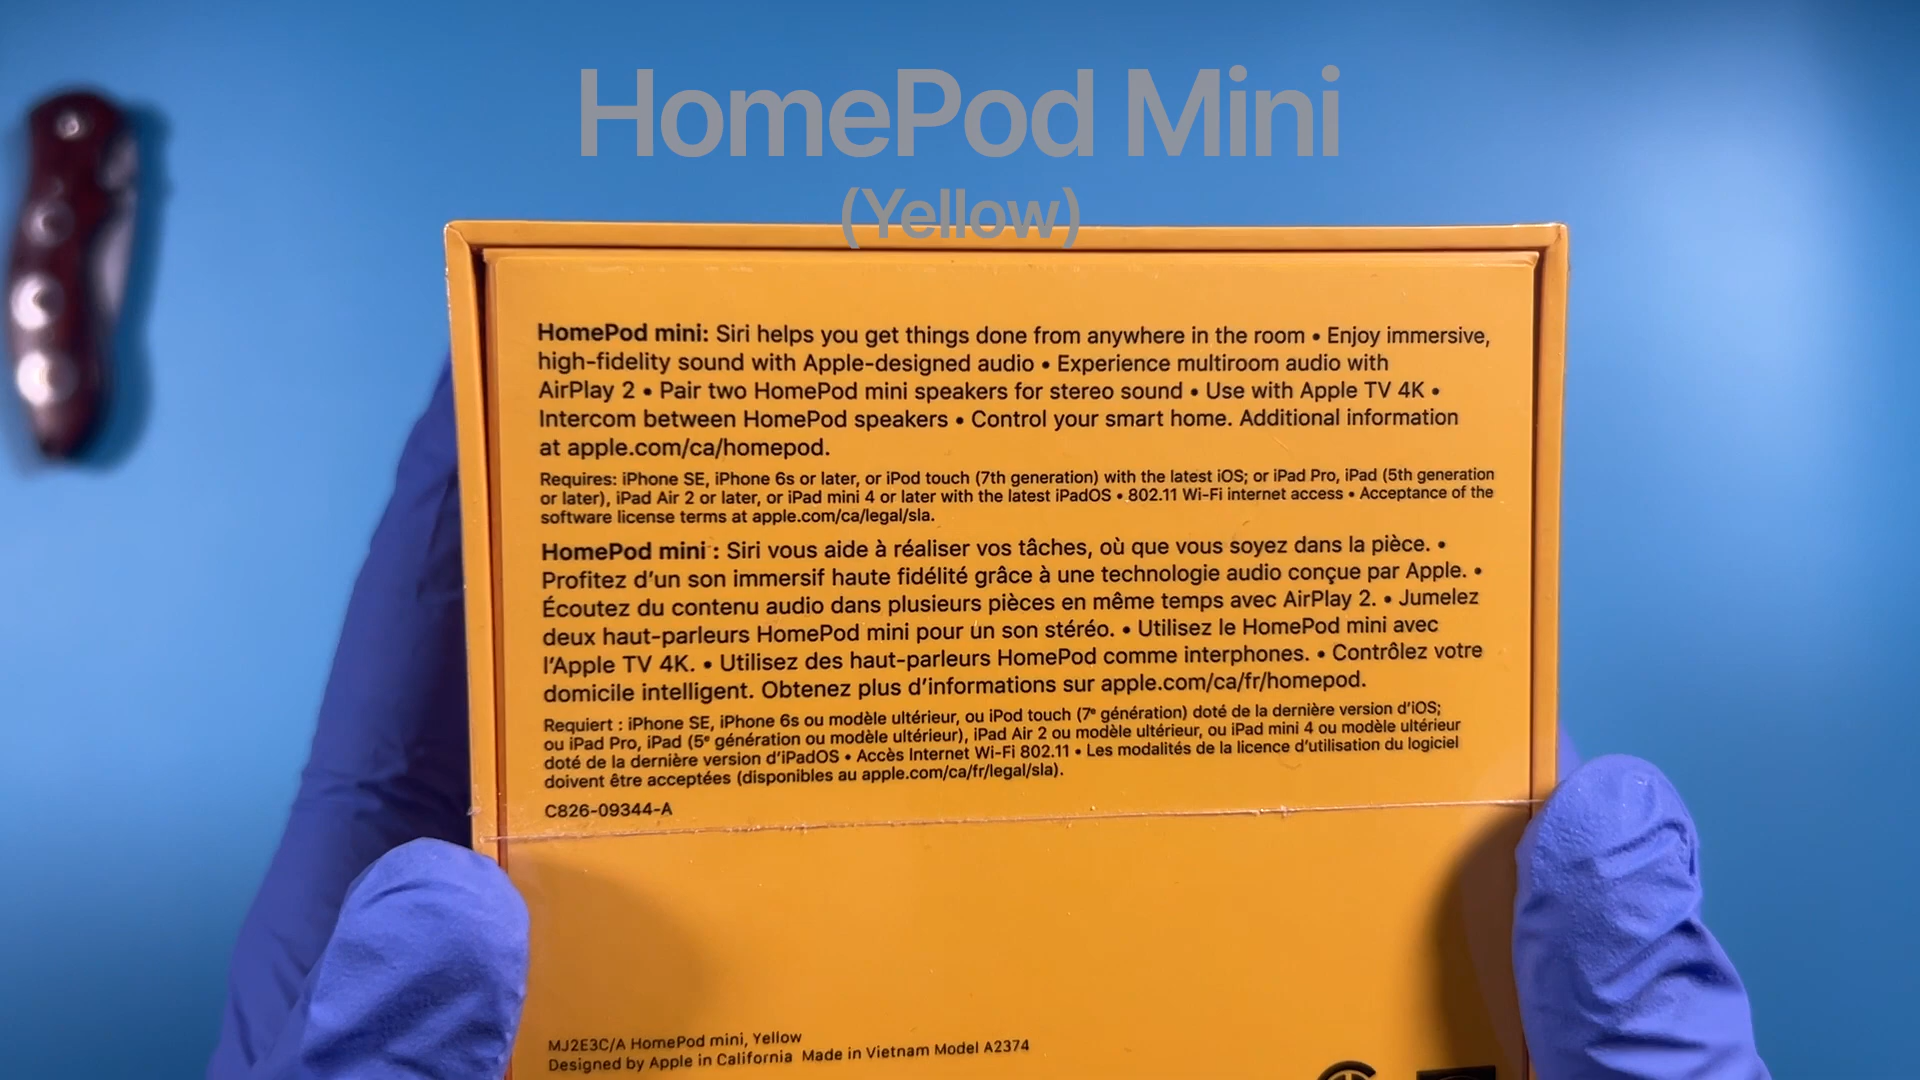 HomePod Mini
(Yellow)
HomePod mini: Siri helps you get things done from anywhere in the room • Enjoy immersive,
high-fidelity sound with Apple-designed audio • Experience multiroom audio with
AirPlay 2 • Pair two HomePod mini speakers for stereo sound • Use with Apple TV 4K •
Intercom between HomePod speakers • Control your smart home. Additional information
at apple.com/ca/homepod.
Requires: iPhone SE, iPhone 6s or later, or iPod touch (7th generation) with the latest iOS; or iPad Pro, iPad (5th generation
or later), iPad Air 2 or later, or iPad mini 4 or later with the latest iPadOS • 802.11 Wi-Fi internet access • Acceptance of the
software license terms at apple.com/ca/legal/sla.
HomePod mini : Siri vous aide à réaliser vos tâches, où que vous soyez dans la pièce. •
Profitez d'un son immersif haute fidélité grâce à une technologie audio conçue par Apple. •
Écoutez du contenu audio dans plusieurs pièces en même temps avec AirPlay 2. • Jumelez
deux haut-parleurs HomePod mini pour un son stéréo. • Utilisez le HomePod mini avec
l'Apple TV 4K. • Utilisez des haut-parleurs HomePod comme interphones. • Contrôlez votre
domicile intelligent. Obtenez plus d'informations sur apple.com/ca/fr/homepod.
Requiert : iPhone SE, iPhone 6s ou modèle ultérieur, ou iPod touch (7ᵉ génération) doté de la dernière version d'iOS;
ou iPad Pro, iPad (5ᵉ génération ou modèle ultérieur), iPad Air 2 ou modèle ultérieur, ou iPad mini 4 ou modèle ultérieur
doté de la dernière version d'iPadOS • Accès Internet Wi-Fi 802.11 • Les modalités de la licence d'utilisation du logiciel
doivent être acceptées (disponibles au apple.com/ca/fr/legal/sla).
C826-09344-A
MJ2E3C/A HomePod mini, Yellow
Designed by Apple in California Made in Vietnam Model A2374